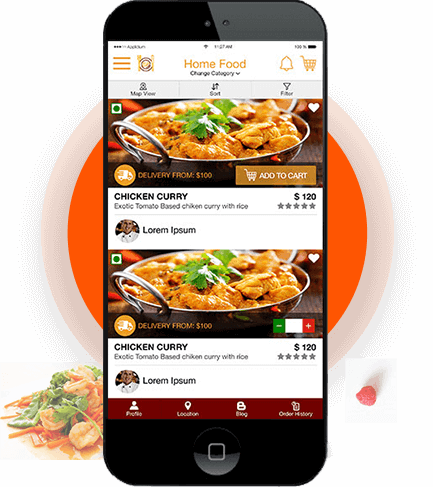 11:27 AM
100 %
Home Food
Change Category
Map View
Sort
Filter
DELIVERY FROM: $100
ADD TO CART
CHICKEN CURRY
$ 120
Exotic Tomato Based chiken curry with rice
Lorem Ipsum
DELIVERY FROM: $100
CHICKEN CURRY
$ 120
Exotic Tomato Based chiken curry with rice
Lorem Ipsum
Profile
Location
Blog
Order History